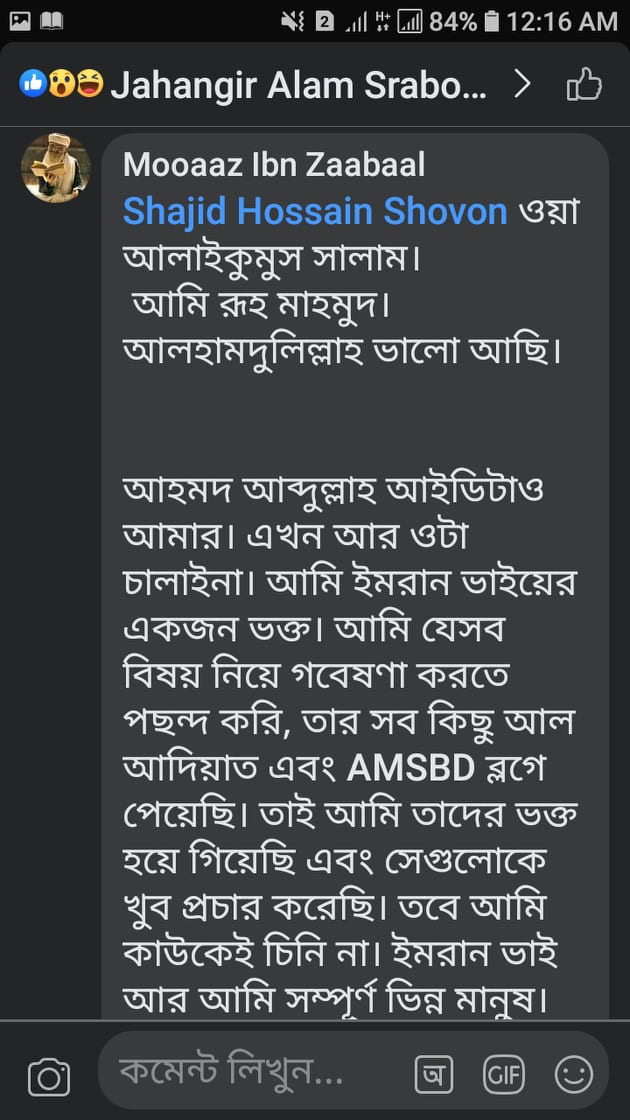 2 H+ 84% 12:16 AM
Jahangir Alam Srabo...
Mooaaz Ibn Zaabaal
Shajid Hossain Shovon ওয়া
আলাইকুমুস সালাম।
আমি রূহ মাহমুদ।
আলহামদুলিল্লাহ ভালো আছি।
আহমদ আব্দুল্লাহ আইডিটাও
আমার। এখন আর ওটা
চালাইনা। আমি ইমরান ভাইয়ের
একজন ভক্ত। আমি যেসব
বিষয় নিয়ে গবেষণা করতে
পছন্দ করি, তার সব কিছু আল
আদিয়াত এবং AMSBD ব্লগে
পেয়েছি। তাই আমি তাদের ভক্ত
হয়ে গিয়েছি এবং সেগুলোকে
খুব প্রচার করেছি। তবে আমি
কাউকেই চিনি না। ইমরান ভাই
আর আমি সম্পূর্ণ ভিন্ন মানুষ।
কমেন্ট লিখুন...
অ
GIF